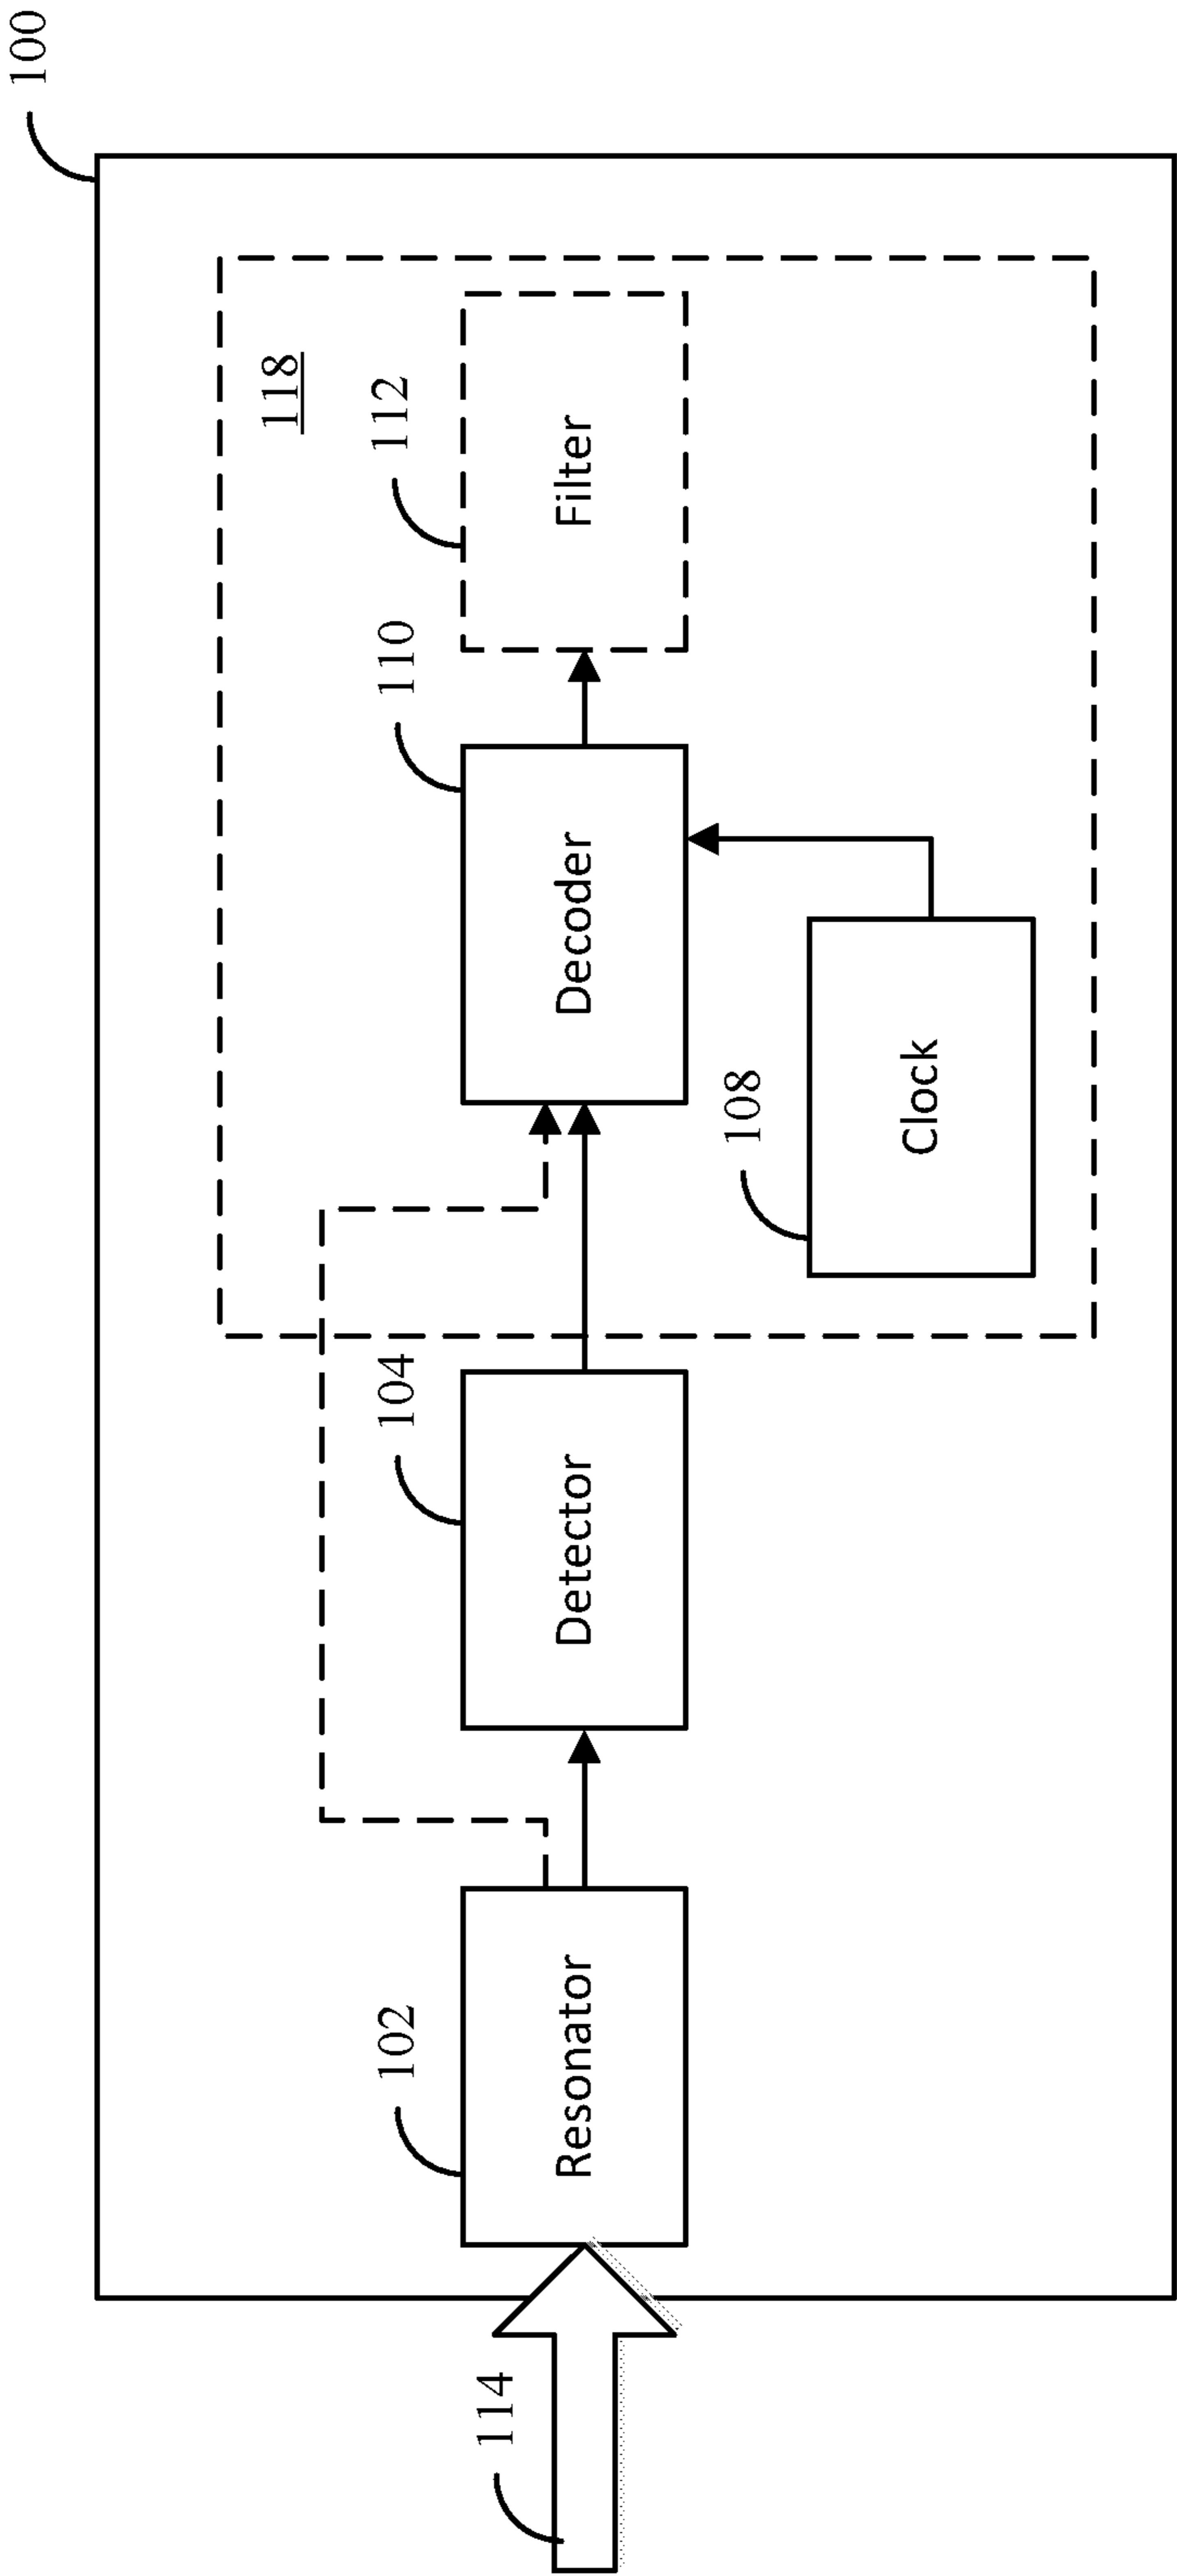 100
118
112
Filter
110
Decoder
108
Clock
104
Detector
102
Resonator
114